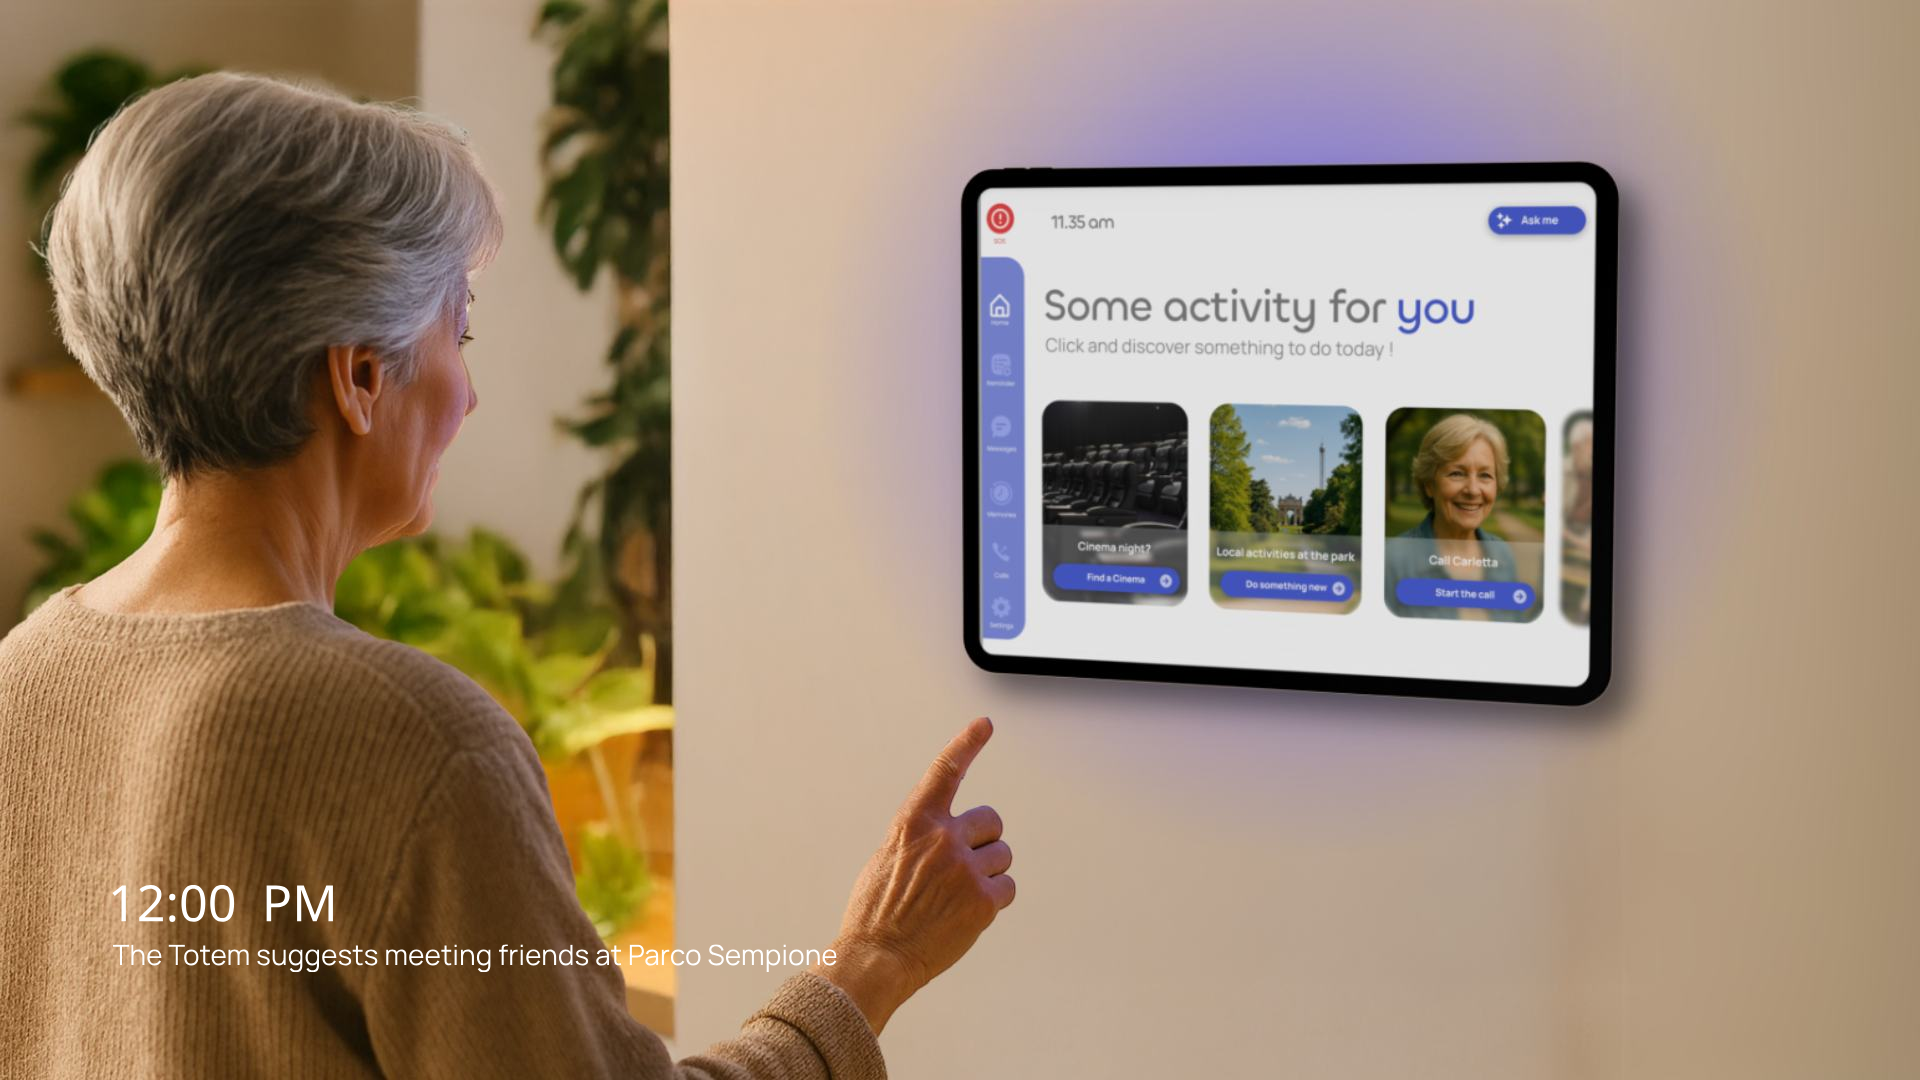 11.35 am
Ask me
SOS
Home
Reminder
Messages
Memories
Calls
Settings
Some activity for you
Click and discover something to do today !
Cinema night?
Find a Cinema
Local activities at the park
Do something new
Call Carletta
Start the call
12:00 PM
The Totem suggests meeting friends at Parco Sempione